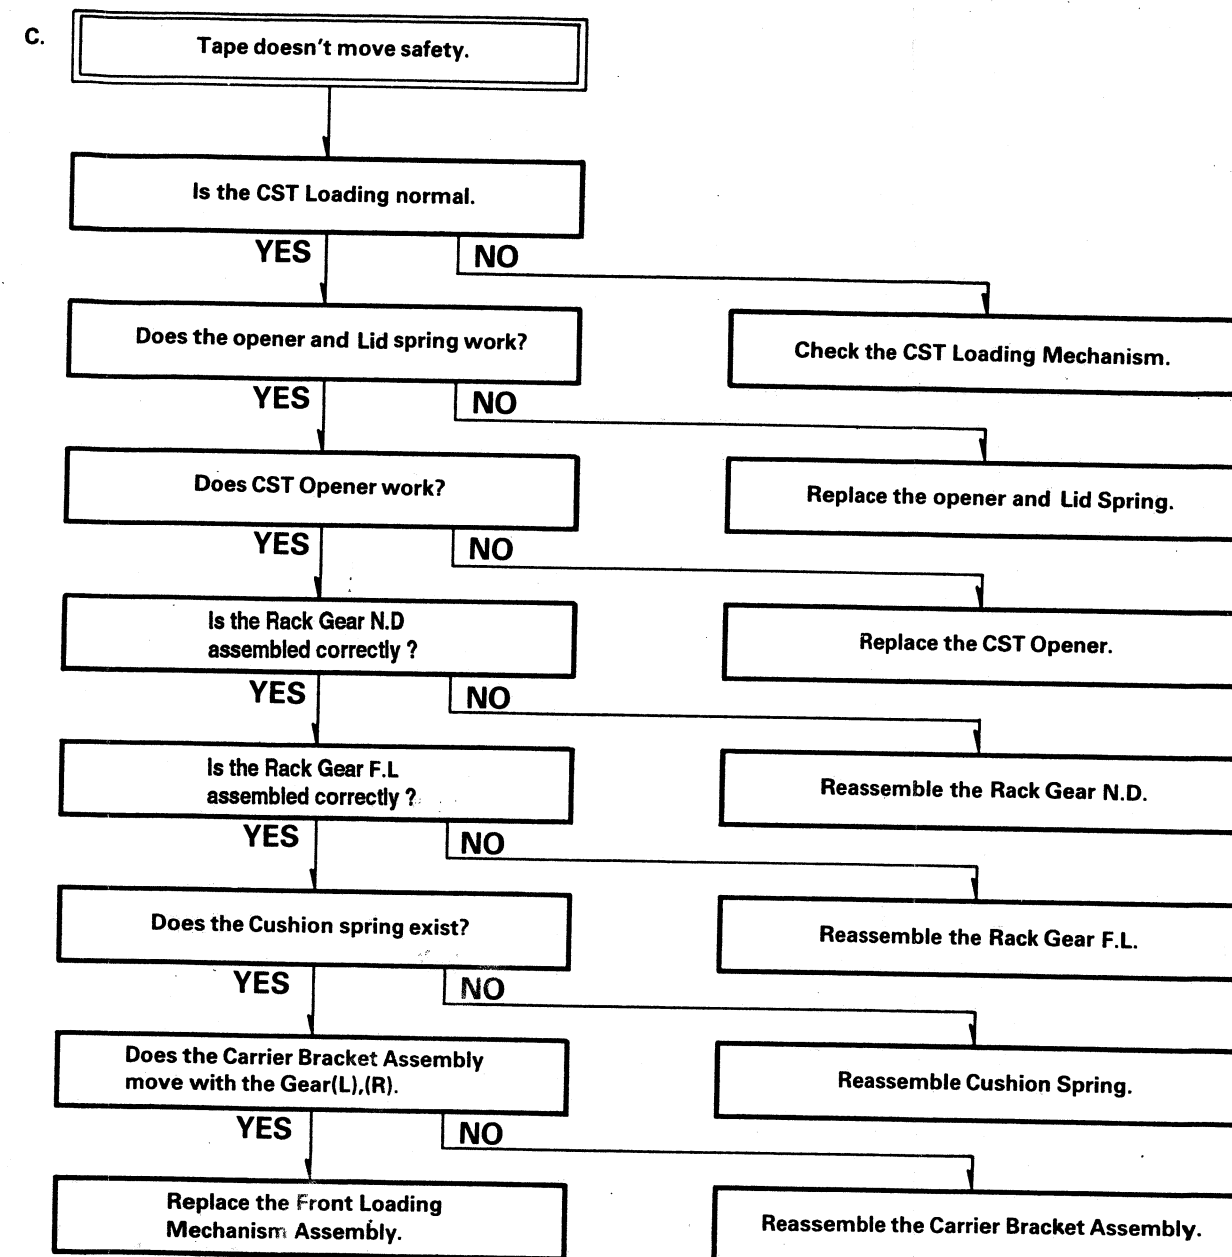 C.
Tape doesn't move safety.
Is the CST Loading normal.
YES
NO
Does the opener and Lid spring work?
Check the CST Loading Mechanism.
YES
NO
Does CST Opener work?
Replace the opener and Lid Spring.
YES
NO
Is the Rack Gear N.D
assembled correctly ?
Replace the CST Opener.
YES
NO
Is the Rack Gear F.L
assembled correctly ?
Reassemble the Rack Gear N.D.
YES
NO
Does the Cushion spring exist?
Reassemble the Rack Gear F.L.
YES
NO
Does the Carrier Bracket Assembly
move with the Gear(L),(R).
Reassemble Cushion Spring.
YES
NO
Replace the Front Loading
Mechanism Assembly.
Reassemble the Carrier Bracket Assembly.